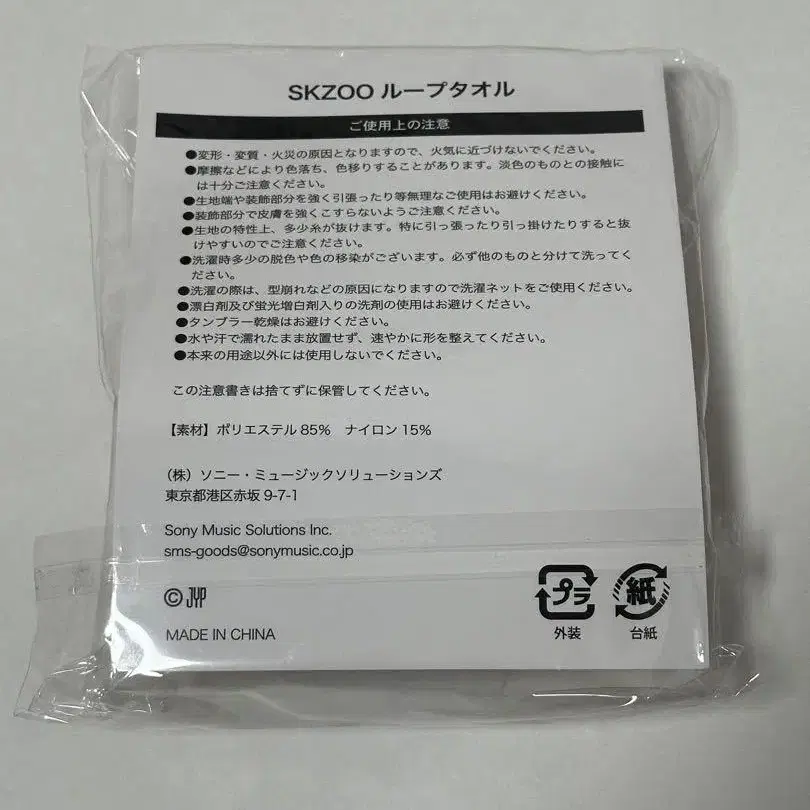 SKZOO ループタオル
ご使用上の注意
●変形・変質・火災の原因となりますので、火気に近づけないでください。
●摩擦などにより色落ち、色移りすることがあります。淡色のものとの接触に
は十分ご注意ください。
●生地端や装飾部分を強く引張ったり等無理なご使用はお避けください。
●装飾部分で皮膚を強くこすらないようご注意ください。
●生地の特性上、多少糸が抜けます。特に引っ張ったり引っ掛けたりすると抜
けやすいのでご注意ください。
●洗濯時多少の脱色や色の移染がございます。必ず他のものと分けて洗ってく
ださい。
●洗濯の際は、型崩れなどの原因になりますので洗濯ネットをご使用ください。
●漂白剤及び蛍光増白剤入りの洗剤の使用はお避けください。
●タンブラー乾燥はお避けください。
●水や汗で濡れたまま放置せず、速やかに形を整えてください。
●本来の用途以外には使用しないでください。
この注意書きは捨てずに保管してください。
【素材】ポリエステル 85% ナイロン 15%
（株）ソニー・ミュージックソリューションズ
東京都港区赤坂 9-7-1
Sony Music Solutions Inc.
sms-goods@sonymusic.co.jp
© JYP
MADE IN CHINA
プラ
外装
紙
台紙